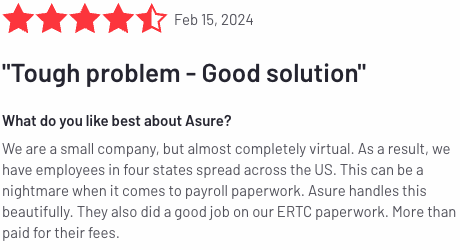 Feb 15, 2024
"Tough problem - Good solution"
What do you like best about Asure?
We are a small company, but almost completely virtual. As a result, we
have employees in four states spread across the US. This can be a
nightmare when it comes to payroll paperwork. Asure handles this
beautifully. They also did a good job on our ERTC paperwork. More than
paid for their fees.